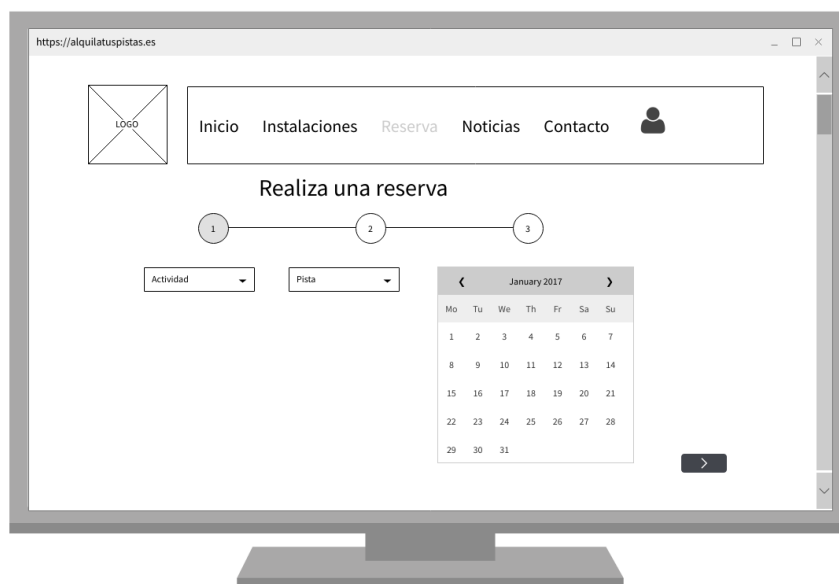 https://alquilatuspistas.es
LOGO
Inicio Instalaciones Reserva Noticias Contacto
Realiza una reserva
1 2 3
Actividad Pista
January 2017
Mo Tu We Th Fr Sa Su
1 2 3 4 5 6 7
8 9 10 11 12 13 14
15 16 17 18 19 20 21
22 23 24 25 26 27 28
29 30 31